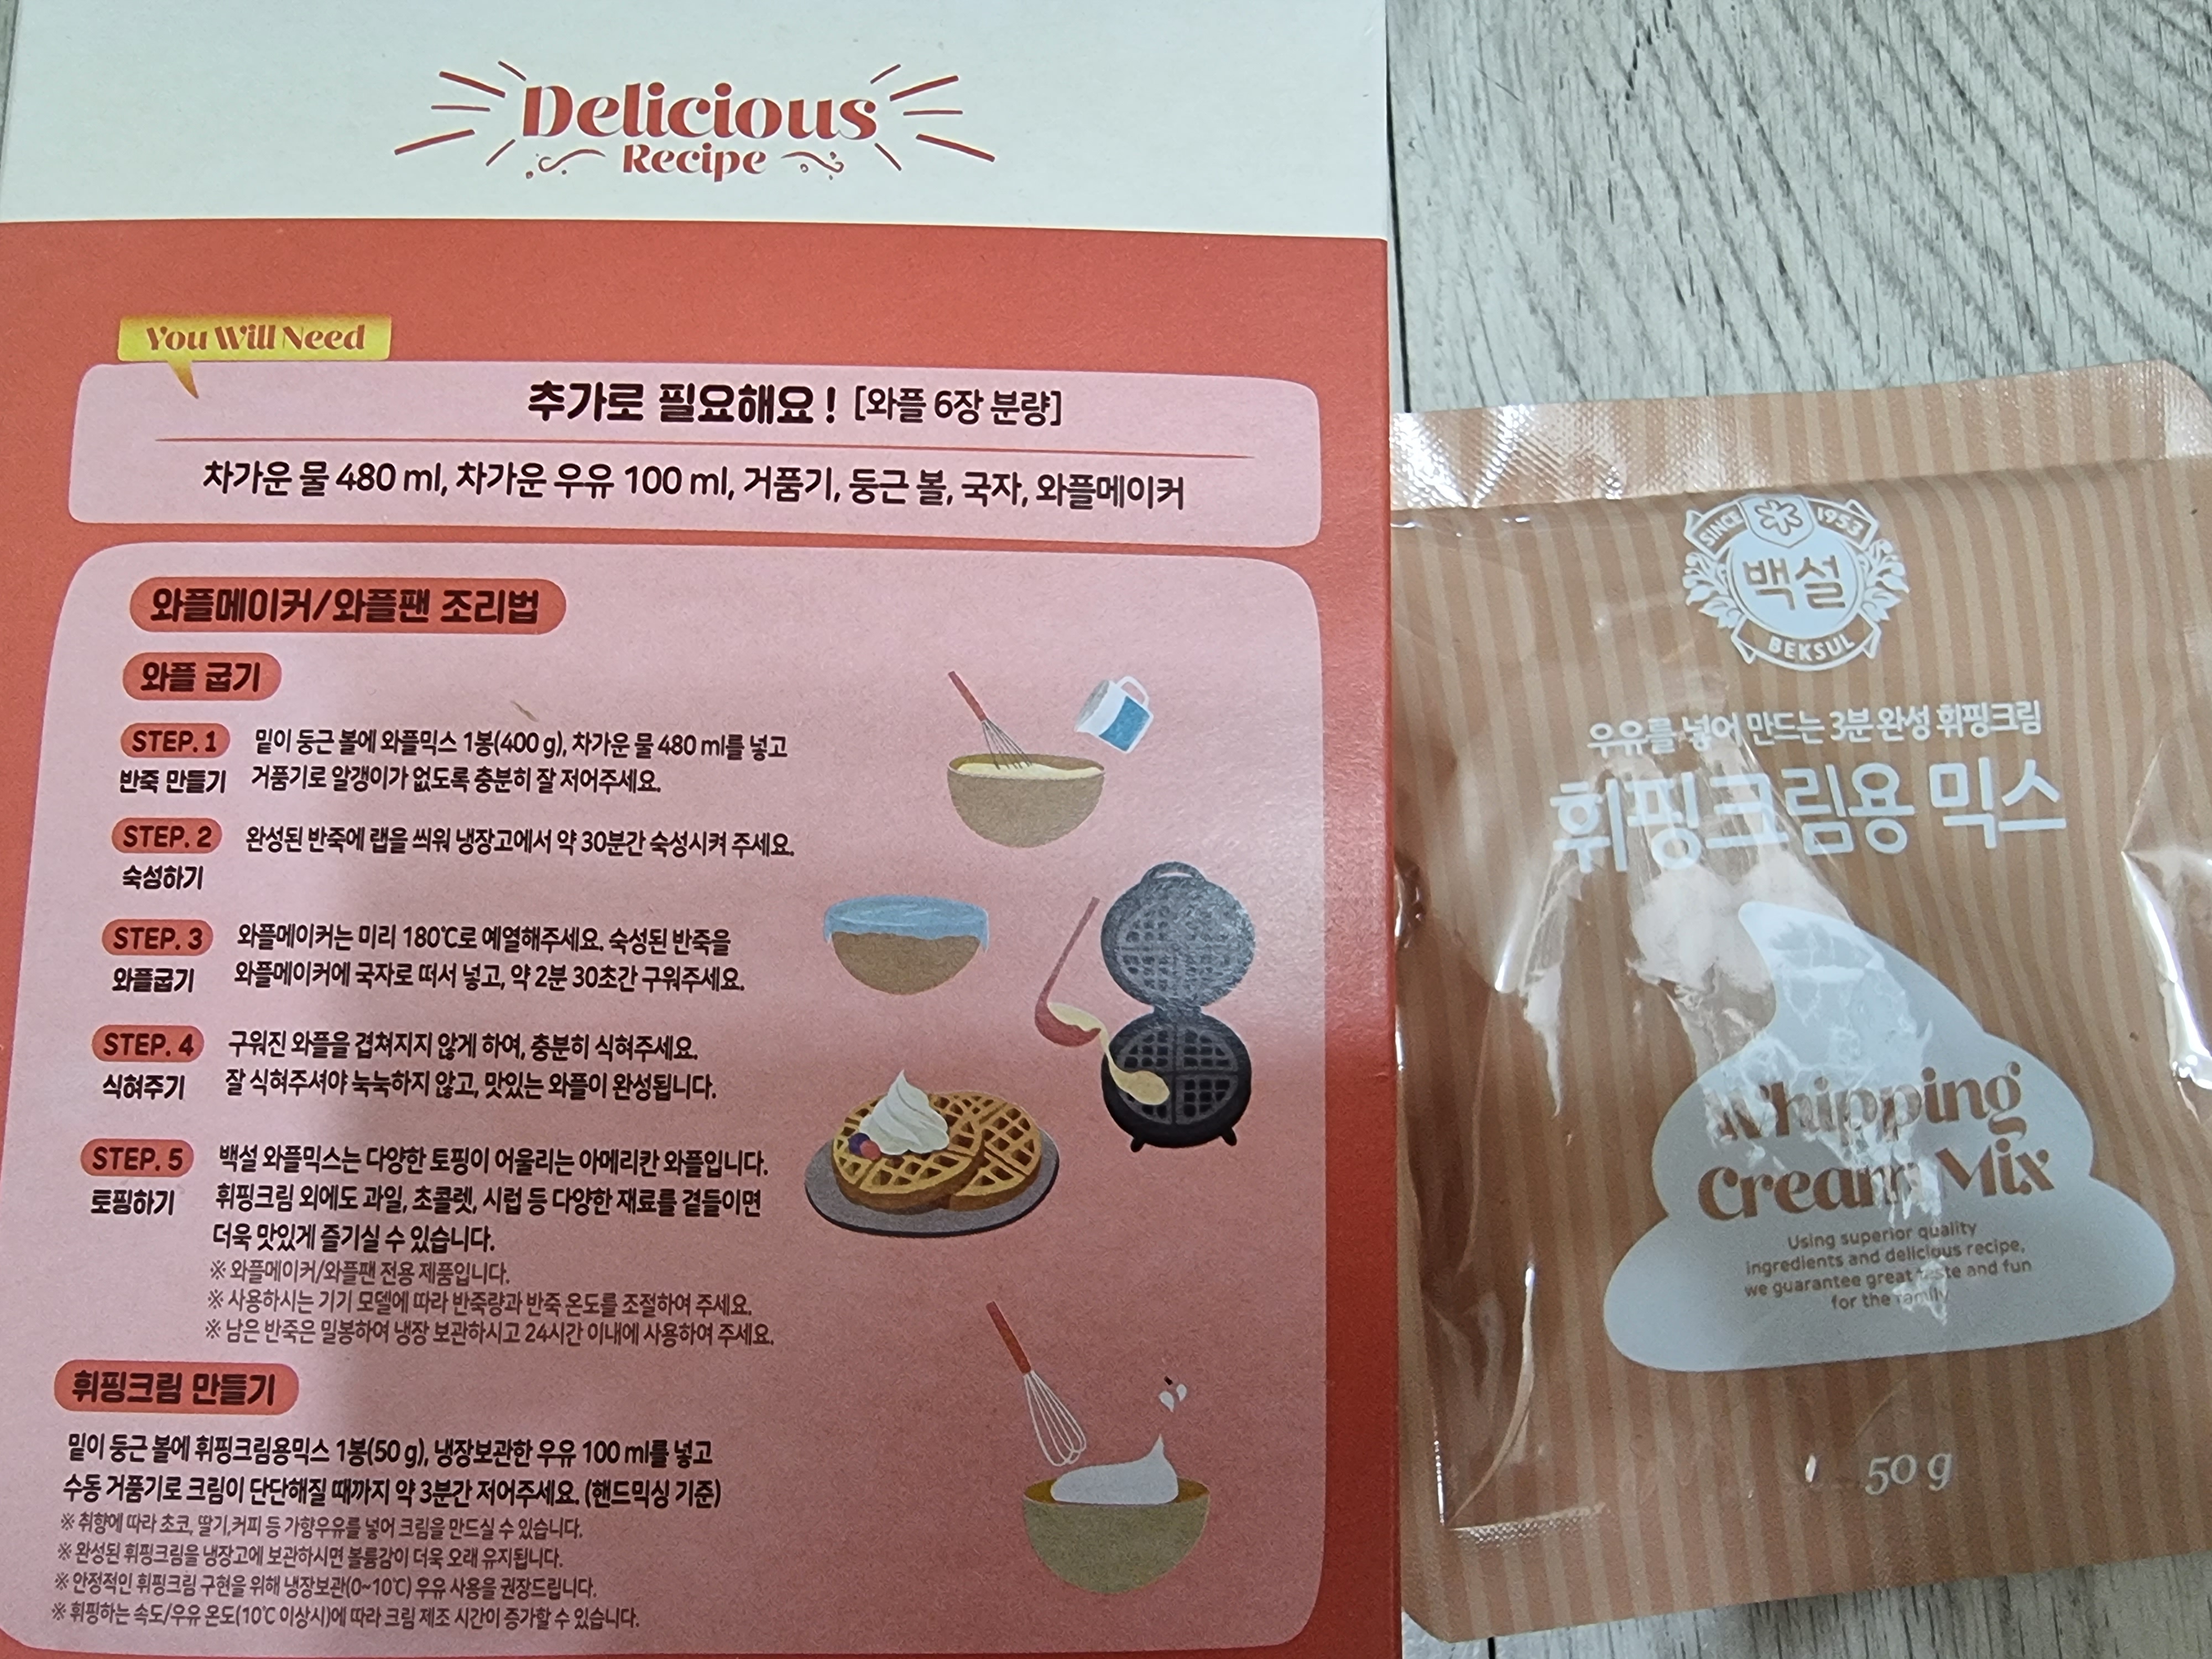 Delicious
Recipe
You Will Need
추가로 필요해요 ! [와플 6장 분량]
차가운 물 480 ml, 차가운 우유 100 ml, 거품기, 둥근 볼, 국자, 와플메이커
와플메이커/와플팬 조리법
와플 굽기
STEP. 1
반죽 만들기
밑이 둥근 볼에 와플믹스 1봉(400 g), 차가운 물 480 ml를 넣고
거품기로 알갱이가 없도록 충분히 잘 저어주세요.
STEP. 2
숙성하기
완성된 반죽에 랩을 씌워 냉장고에서 약 30분간 숙성시켜 주세요.
STEP. 3
와플굽기
와플메이커는 미리 180℃로 예열해주세요. 숙성된 반죽을
와플메이커에 국자로 떠서 넣고, 약 2분 30초간 구워주세요.
STEP. 4
식혀주기
구워진 와플을 겹쳐지지 않게 하여, 충분히 식혀주세요.
잘 식혀주셔야 눅눅하지 않고, 맛있는 와플이 완성됩니다.
STEP. 5
토핑하기
백설 와플믹스는 다양한 토핑이 어울리는 아메리칸 와플입니다.
휘핑크림 외에도 과일, 초콜렛, 시럽 등 다양한 재료를 곁들이면
더욱 맛있게 즐기실 수 있습니다.
※ 와플메이커/와플팬 전용 제품입니다.
※ 사용하시는 기기 모델에 따라 반죽량과 반죽 온도를 조절하여 주세요.
※ 남은 반죽은 밀봉하여 냉장 보관하시고 24시간 이내에 사용하여 주세요.
휘핑크림 만들기
밑이 둥근 볼에 휘핑크림용믹스 1봉(50 g), 냉장보관한 우유 100 ml를 넣고
수동 거품기로 크림이 단단해질 때까지 약 3분간 저어주세요. (핸드믹싱 기준)
※ 취향에 따라 초코, 딸기,커피 등 가향우유를 넣어 크림을 만드실 수 있습니다.
※ 완성된 휘핑크림을 냉장고에 보관하시면 볼륨감이 더욱 오래 유지됩니다.
※ 안정적인 휘핑크림 구현을 위해 냉장보관(0~10℃) 우유 사용을 권장드립니다.
※ 휘핑하는 속도/우유 온도(10℃ 이상시)에 따라 크림 제조 시간이 증가할 수 있습니다.
SINCE 1953
백설
BEKSUL
우유를 넣어 만드는 3분 완성 휘핑크림
휘핑크림용 믹스
Whipping
Cream Mix
Using superior quality
ingredients and delicious recipe,
we guarantee great taste and fun
for the family
50 g